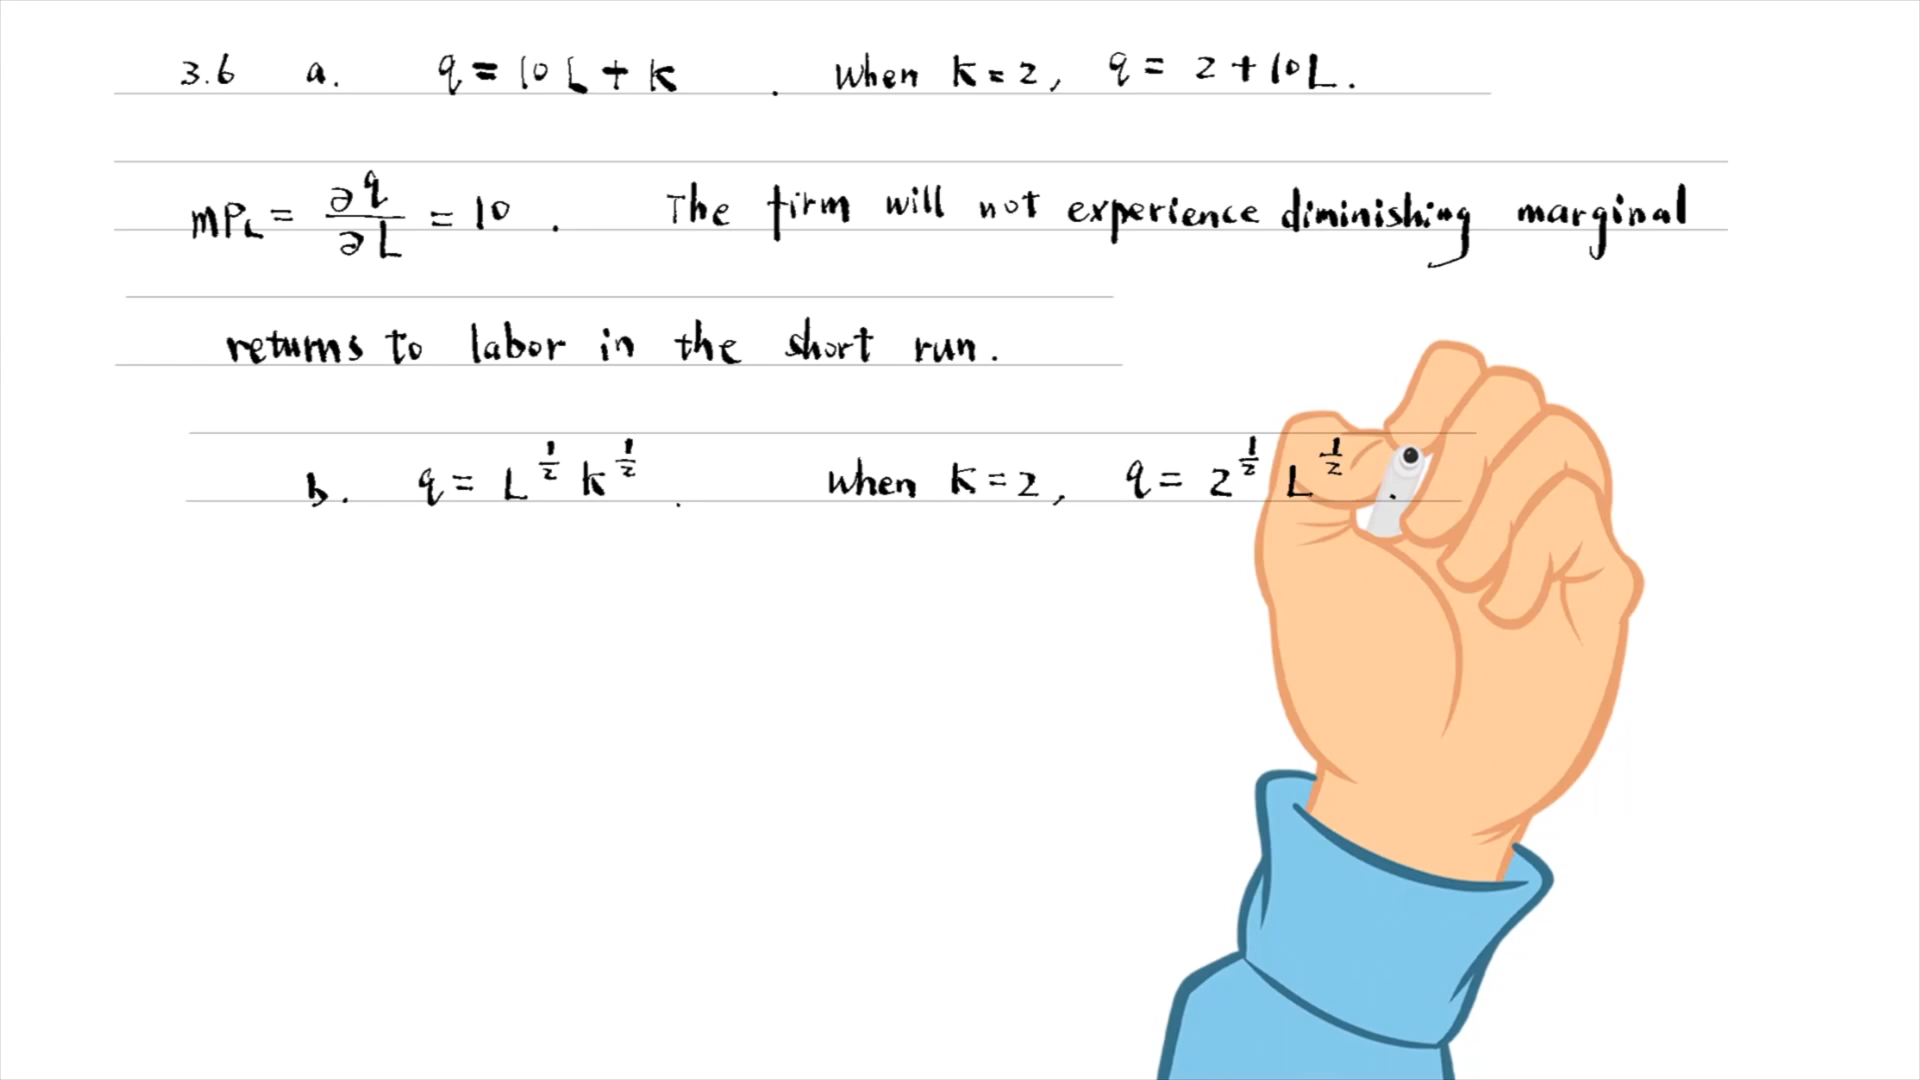 3.6 a. q = 10L + K . When K = 2, q = 2 + 10L.
MPL = ∂q/∂L = 10 . The firm will not experience diminishing marginal
returns to labor in the short run.
b. q = L^(1/2) K^(1/2) . When K = 2, q = 2^(1/2) L^(1/2) .